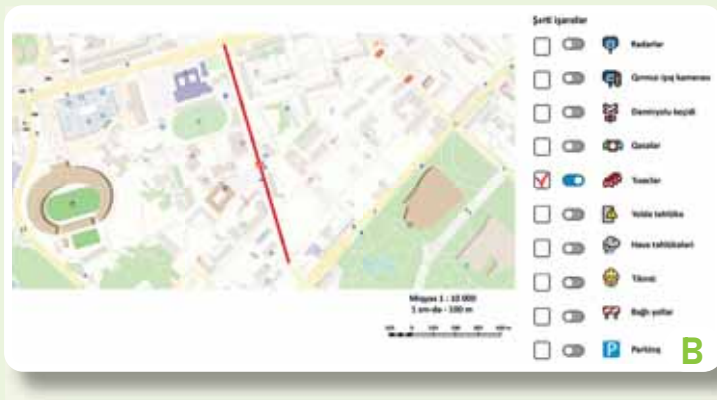 Şərti işarələr
Radarlar
Qırmızı işıq kamerası
Dəmiryolu keçidi
Qəzalar
Tıxaclar
Yolda təhlükə
Hava təhlükələri
Bağlı yollar
Parkinq
Miqyas 1 : 10 000
1 sm-də - 100 m
B